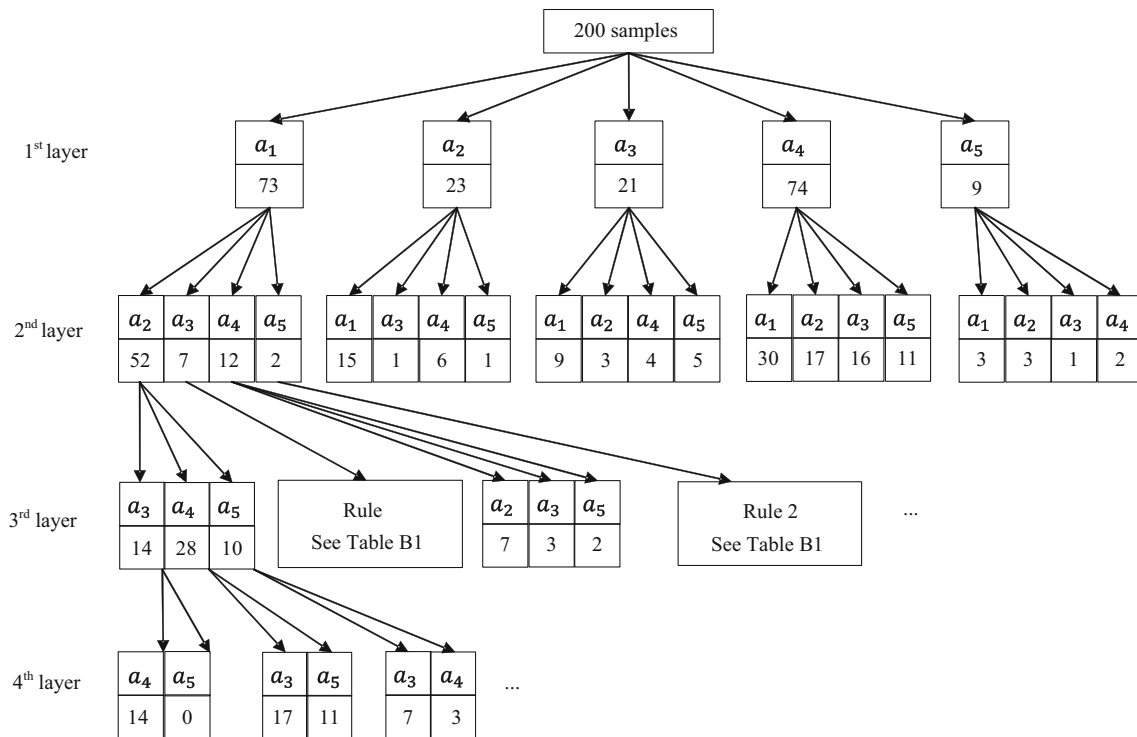 200 samples
1st layer
a1 a2 a3 a4 a5
73 23 21 74 9
2nd layer
a2 a3 a4 a5 a1 a3 a4 a5 a1 a2 a4 a5 a1 a2 a3 a5 a1 a2 a3 a4
52 7 12 2 15 1 6 1 9 3 4 5 30 17 16 11 3 3 1 2
3rd layer
a3 a4 a5 Rule a2 a3 a5 Rule 2 ...
14 28 10 See Table B1 7 3 2 See Table B1
4th layer
a4 a5 a3 a5 a3 a4 ...
14 0 17 11 7 3